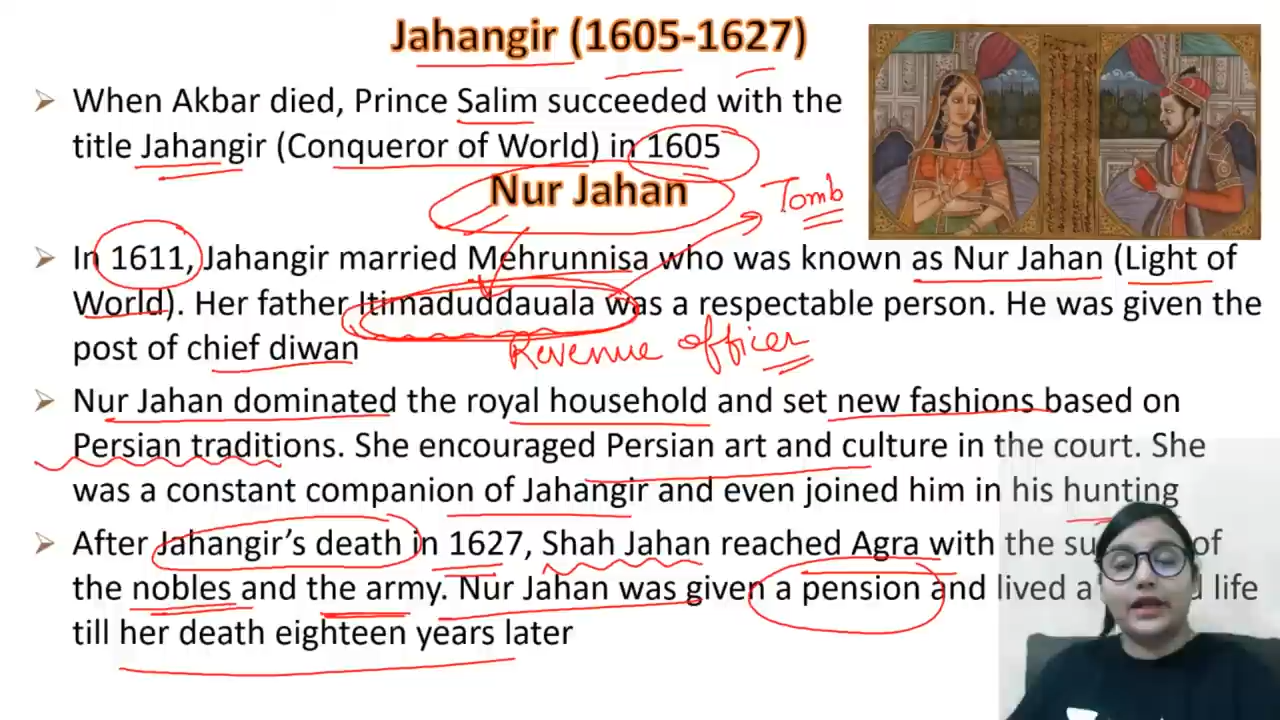 Jahangir (1605-1627)
When Akbar died, Prince Salim succeeded with the
title Jahangir (Conqueror of World) in 1605
Nur Jahan
Tomb
In 1611, Jahangir married Mehrunnisa who was known as Nur Jahan (Light of
World). Her father Itimaduddauala was a respectable person. He was given the
post of chief diwan
Revenue officer
Nur Jahan dominated the royal household and set new fashions based on
Persian traditions. She encouraged Persian art and culture in the court. She
was a constant companion of Jahangir and even joined him in his hunting
After Jahangir's death in 1627, Shah Jahan reached Agra with the of
the nobles and the army. Nur Jahan was given a pension and lived a life
till her death eighteen years later